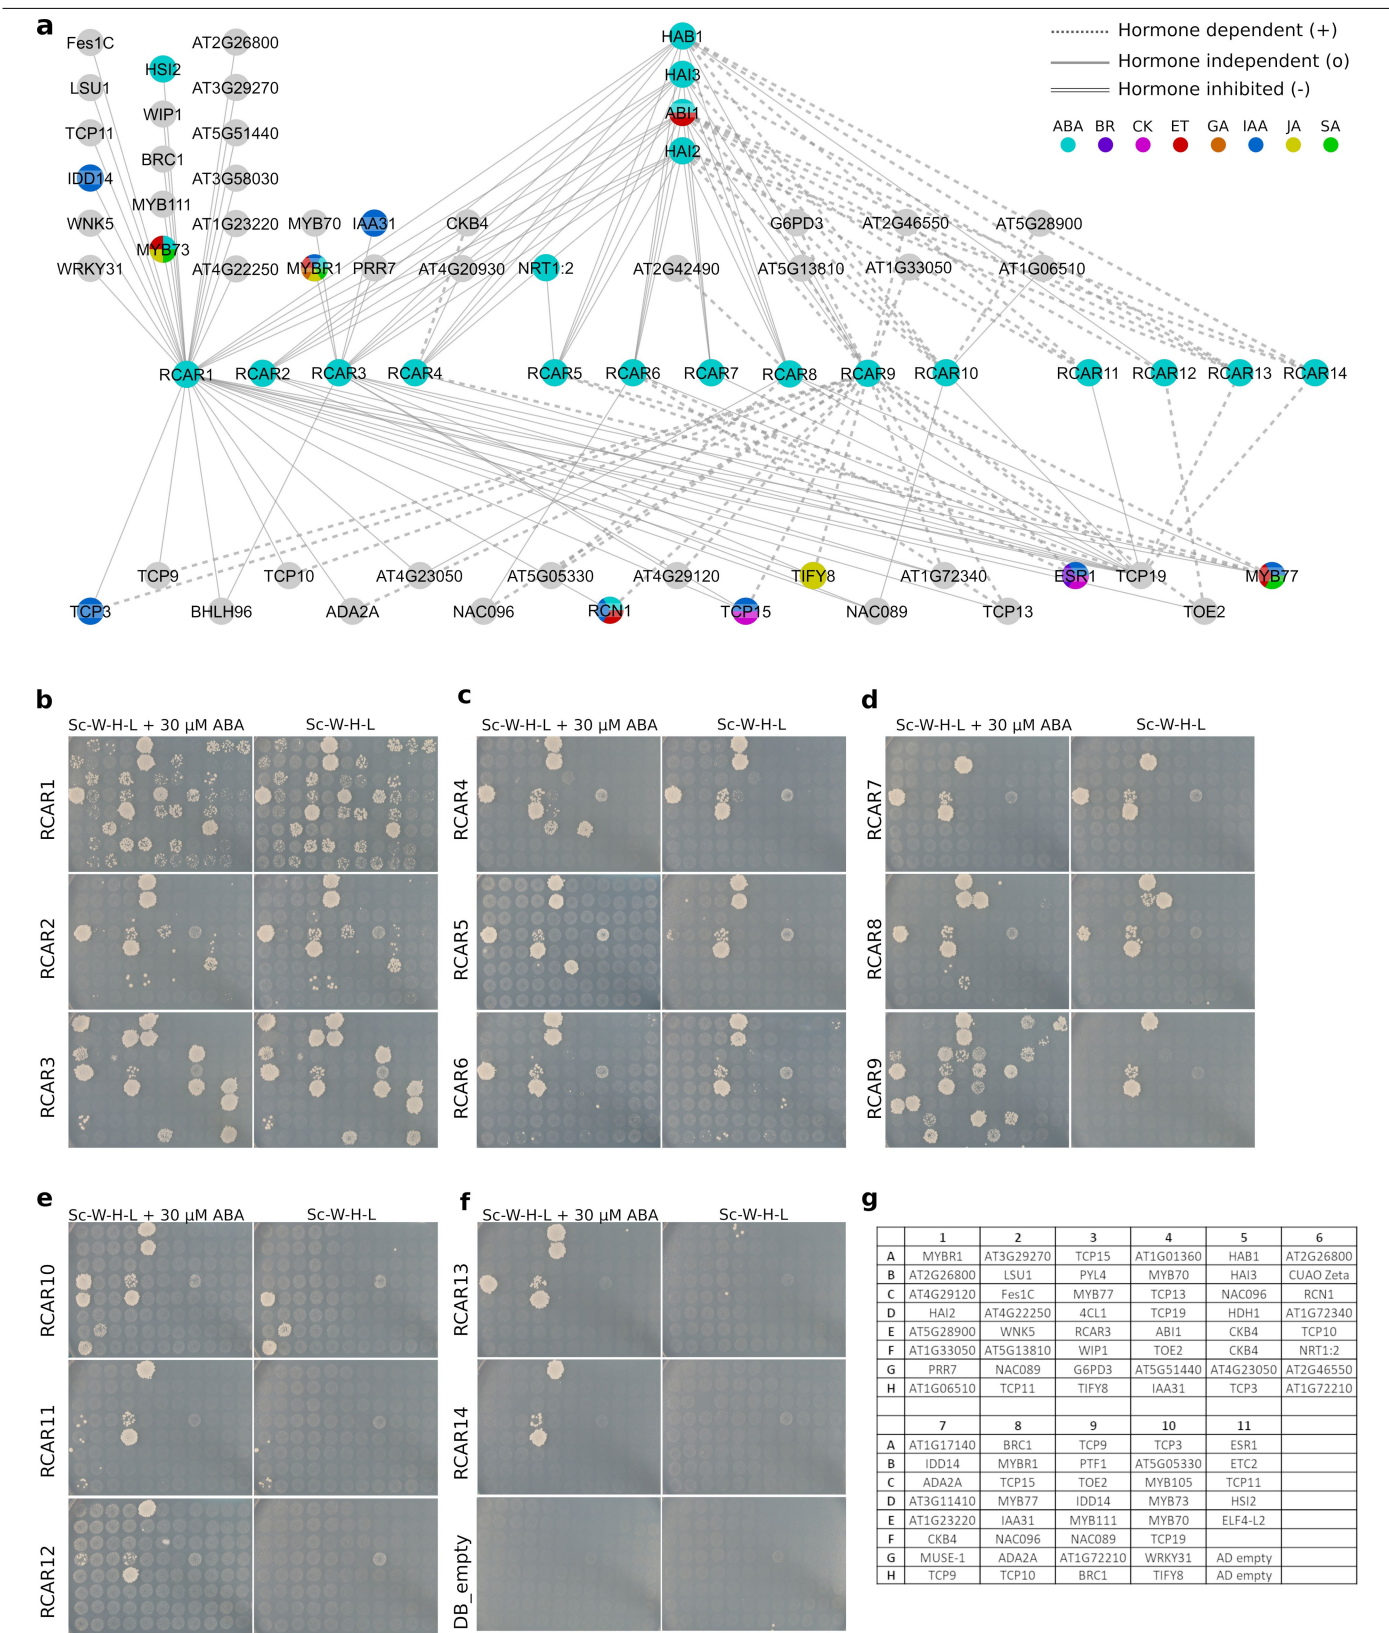 a
Fes1C
AT2G26800
HAB1
Hormone dependent (+)
HSI2
Hormone independent (o)
LSU1
AT3G29270
HAI3
Hormone inhibited (-)
WIP1
ABI1
TCP11
AT5G51440
ABA BR CK ET GA IAA JA SA
BRC1
HAI2
IDD14
AT3G58030
MYB111
WNK5
AT1G23220
MYB70
IAA31
CKB4
G6PD3
AT2G46550
AT5G28900
MYB73
WRKY31
AT4G22250
MYBR1
PRR7
AT4G20930
NRT1:2
AT2G42490
AT5G13810
AT1G33050
AT1G06510
RCAR1 RCAR2 RCAR3 RCAR4 RCAR5 RCAR6 RCAR7 RCAR8 RCAR9 RCAR10 RCAR11 RCAR12 RCAR13 RCAR14
TCP9 TCP10 AT4G23050 AT5G05330 AT4G29120 TIFY8 AT1G72340 ESR1 TCP19 MYB77
TCP3 BHLH96 ADA2A NAC096 RCN1 TCP15 NAC089 TCP13 TOE2
b
Sc-W-H-L + 30 µM ABA
Sc-W-H-L
RCAR1
RCAR2
RCAR3
c
Sc-W-H-L + 30 µM ABA
Sc-W-H-L
RCAR4
RCAR5
RCAR6
d
Sc-W-H-L + 30 µM ABA
Sc-W-H-L
RCAR7
RCAR8
RCAR9
e
Sc-W-H-L + 30 µM ABA
Sc-W-H-L
RCAR10
RCAR11
RCAR12
f
Sc-W-H-L + 30 µM ABA
Sc-W-H-L
RCAR13
RCAR14
DB_empty
g
1 2 3 4 5 6
A MYBR1 AT3G29270 TCP15 AT1G01360 HAB1 AT2G26800
B AT2G26800 LSU1 PYL4 MYB70 HAI3 CUAO Zeta
C AT4G29120 Fes1C MYB77 TCP13 NAC096 RCN1
D HAI2 AT4G22250 4CL1 TCP19 HDH1 AT1G72340
E AT5G28900 WNK5 RCAR3 ABI1 CKB4 TCP10
F AT1G33050 AT5G13810 WIP1 TOE2 CKB4 NRT1:2
G PRR7 NAC089 G6PD3 AT5G51440 AT4G23050 AT2G46550
H AT1G06510 TCP11 TIFY8 IAA31 TCP3 AT1G72210
7 8 9 10 11
A AT1G17140 BRC1 TCP9 TCP3 ESR1
B IDD14 MYBR1 PTF1 AT5G05330 ETC2
C ADA2A TCP15 TOE2 MYB105 TCP11
D AT3G11410 MYB77 IDD14 MYB73 HSI2
E AT1G23220 IAA31 MYB111 MYB70 ELF4-L2
F CKB4 NAC096 NAC089 TCP19
G MUSE-1 ADA2A AT1G72210 WRKY31 AD empty
H TCP9 TCP10 BRC1 TIFY8 AD empty